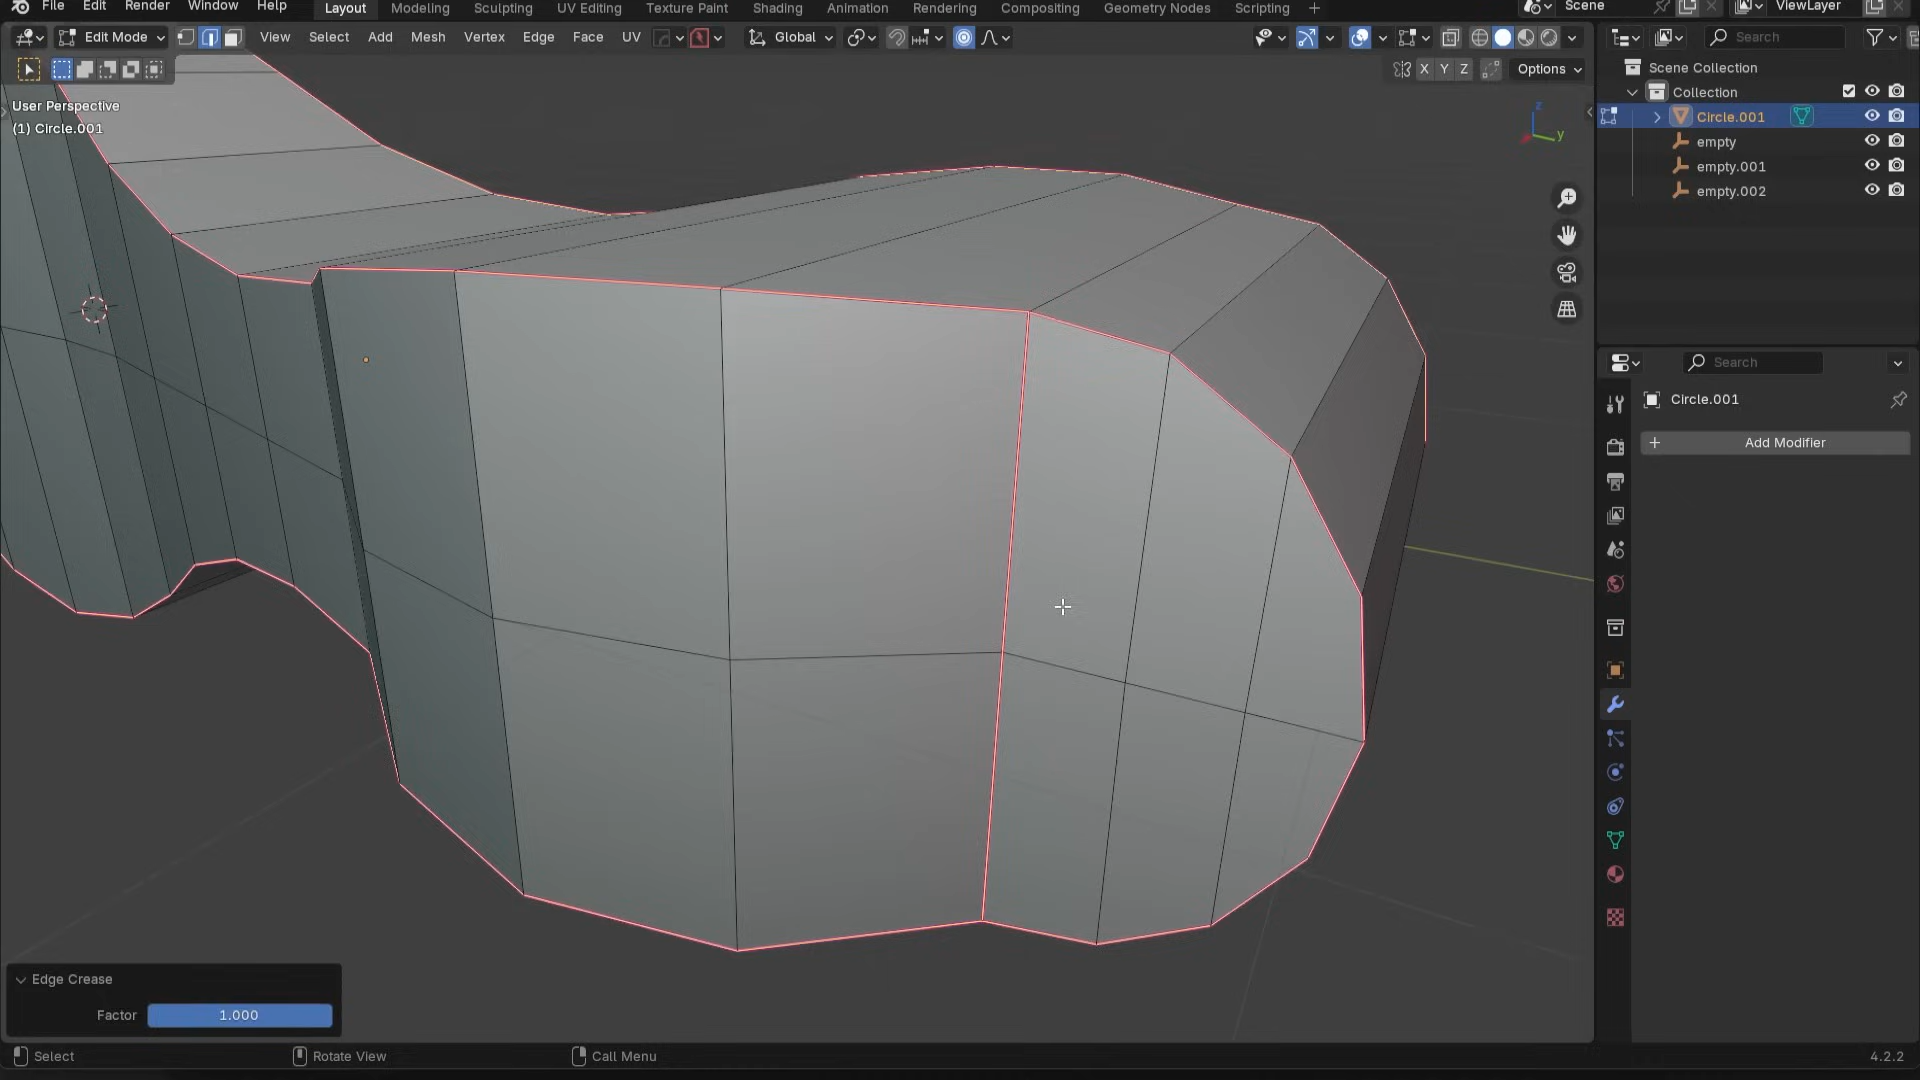 File Edit Render Window Help Layout Modeling Sculpting UV Editing Texture Paint Shading Animation Rendering Compositing Geometry Nodes Scripting + Scene ViewLayer
Edit Mode View Select Add Mesh Vertex Edge Face UV Global Search
X Y Z Options
Scene Collection
Collection
Circle.001
empty
empty.001
empty.002
User Perspective
(1) Circle.001
z
y
Search
Circle.001
+ Add Modifier
Edge Crease
Factor 1.000
Select Rotate View Call Menu 4.2.2